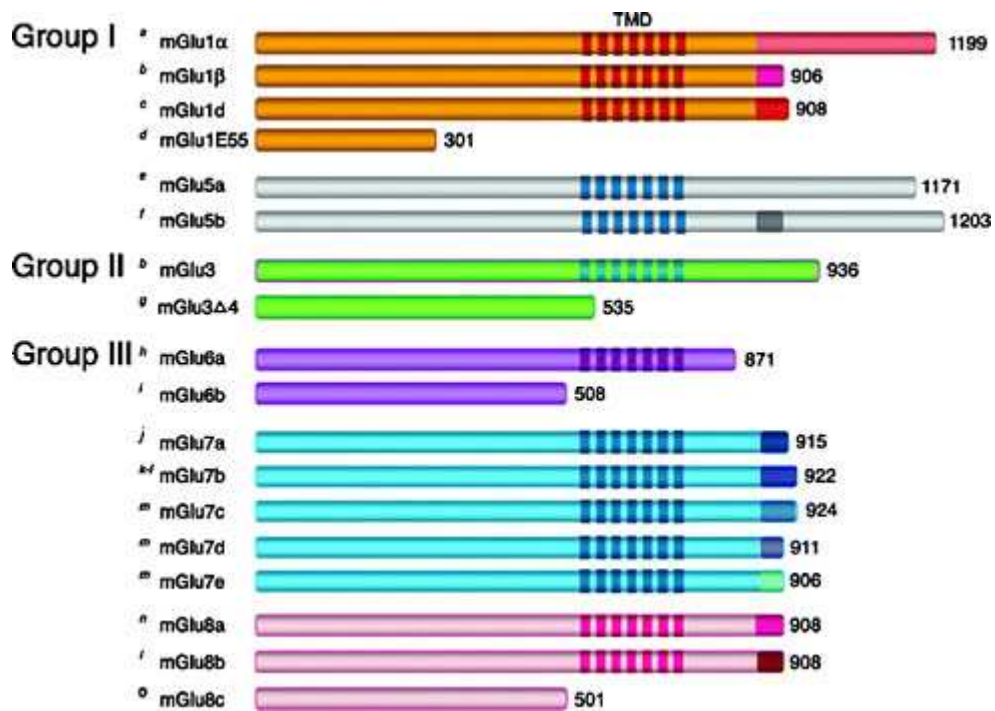 TMD
Group I a mGlu1α 1199
b mGlu1β 906
c mGlu1d 908
d mGlu1E55 301
e mGlu5a 1171
f mGlu5b 1203
Group II b mGlu3 936
g mGlu3Δ4 535
Group III h mGlu6a 871
i mGlu6b 508
j mGlu7a 915
k-l mGlu7b 922
m mGlu7c 924
m mGlu7d 911
m mGlu7e 906
n mGlu8a 908
mGlu8b 908
o mGlu8c 501